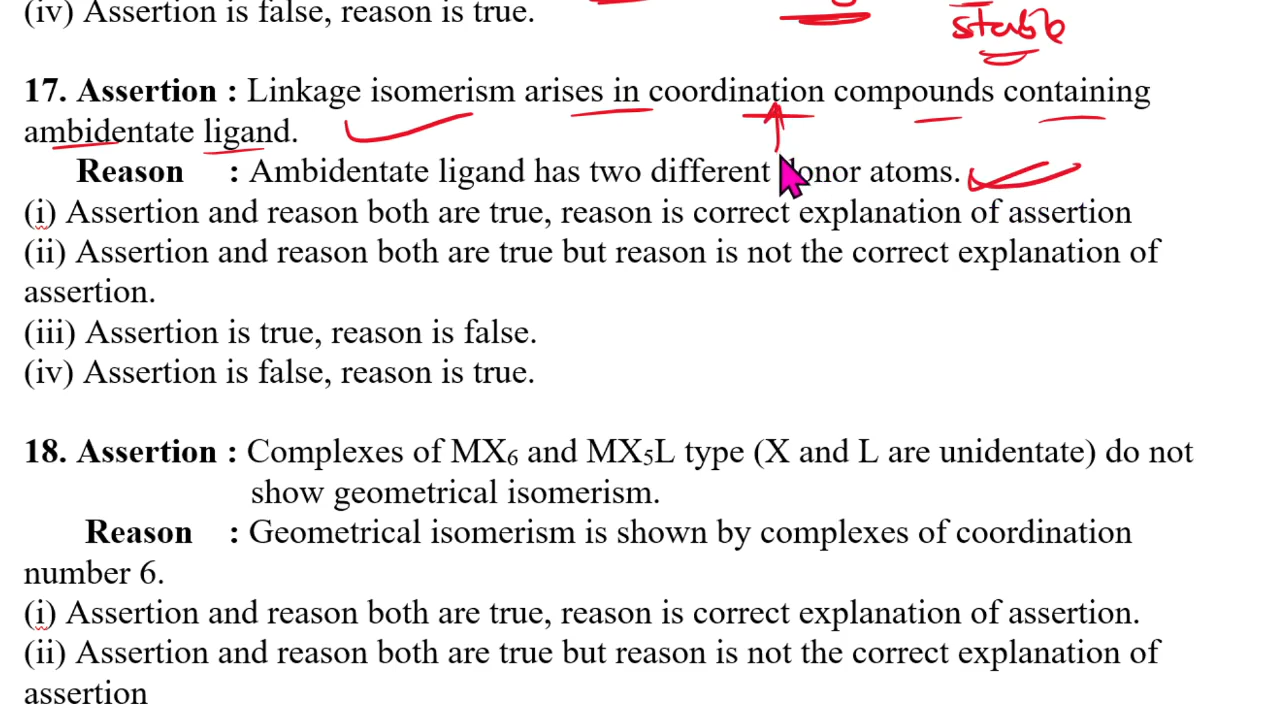 (iv) Assertion is false, reason is true.
stable
17. Assertion : Linkage isomerism arises in coordination compounds containing
ambidentate ligand.
Reason : Ambidentate ligand has two different donor atoms.
(i) Assertion and reason both are true, reason is correct explanation of assertion
(ii) Assertion and reason both are true but reason is not the correct explanation of
assertion.
(iii) Assertion is true, reason is false.
(iv) Assertion is false, reason is true.
18. Assertion : Complexes of MX₆ and MX₅L type (X and L are unidentate) do not
show geometrical isomerism.
Reason : Geometrical isomerism is shown by complexes of coordination
number 6.
(i) Assertion and reason both are true, reason is correct explanation of assertion.
(ii) Assertion and reason both are true but reason is not the correct explanation of
assertion